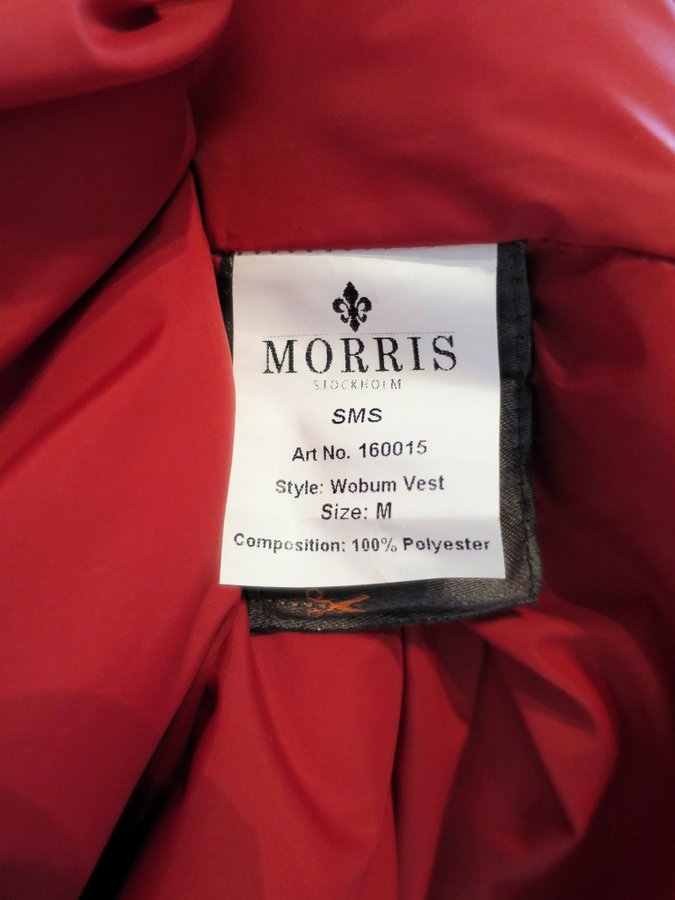 MORRIS
STOCKHOLM
SMS
Art No. 160015
Style: Wobum Vest
Size: M
Composition: 100% Polyester